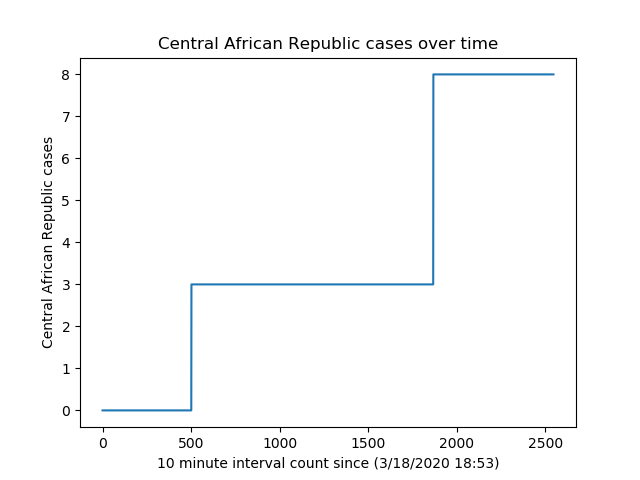 Central African Republic cases over time
8
7
6
5
4
3
2
1
0
Central African Republic cases
0 500 1000 1500 2000 2500
10 minute interval count since (3/18/2020 18:53)